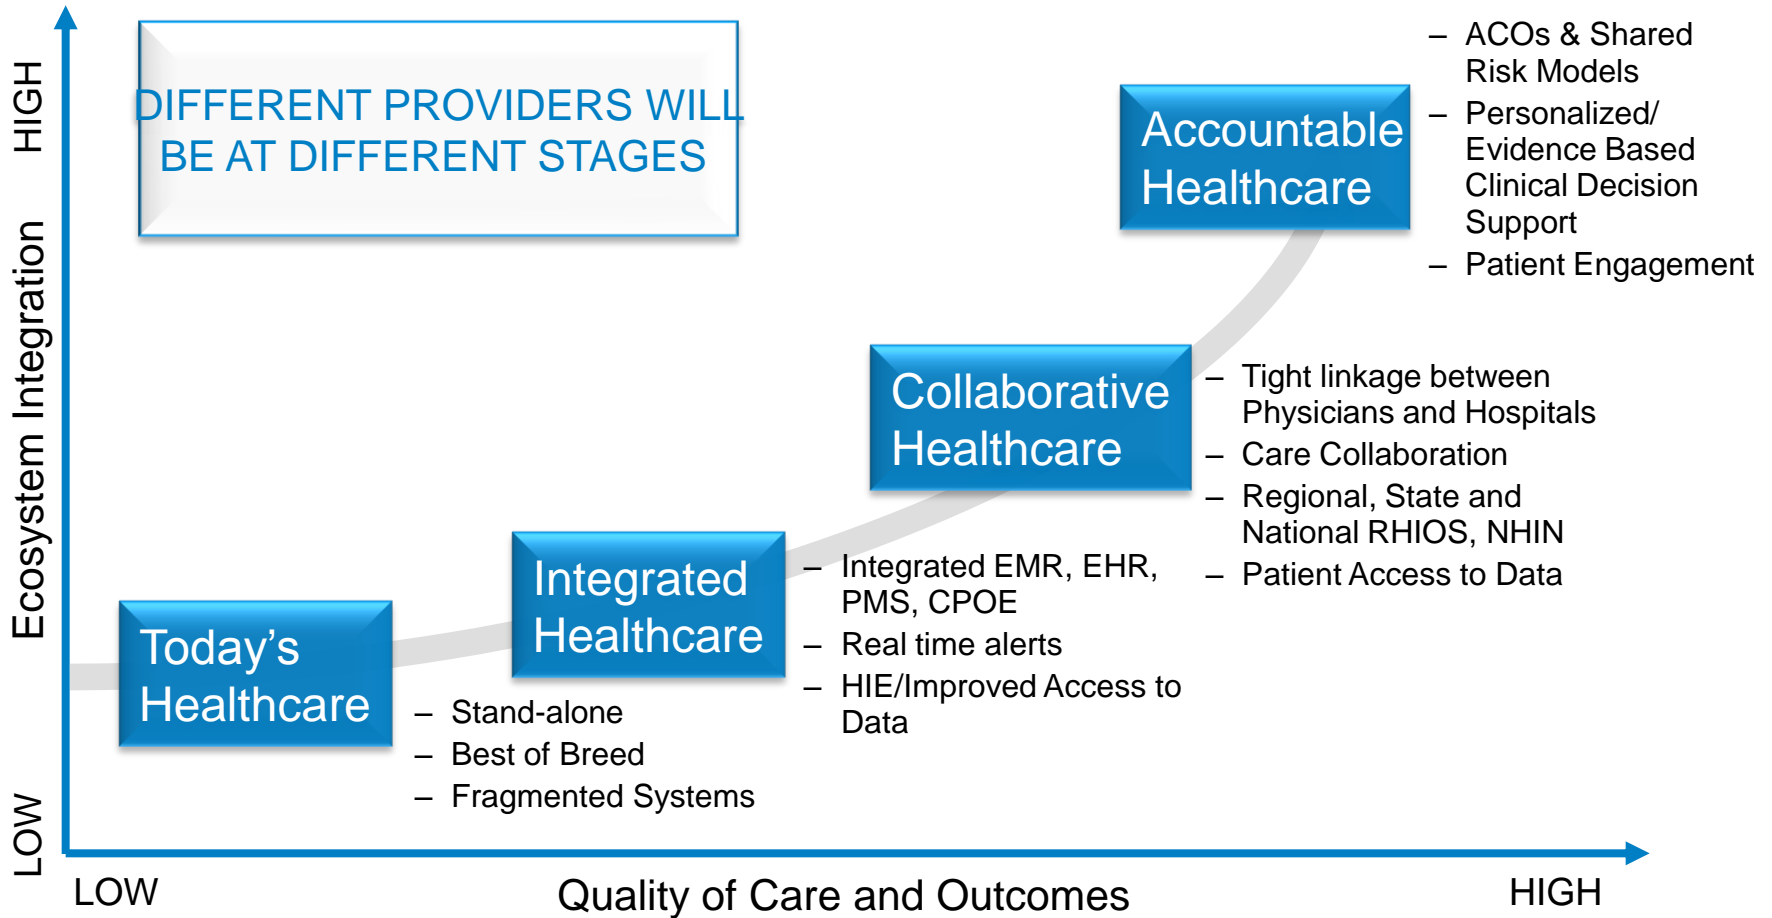 DIFFERENT PROVIDERS WILL
BE AT DIFFERENT STAGES
HIGH
Ecosystem Integration
LOW
Today’s
Healthcare
– Stand-alone
– Best of Breed
– Fragmented Systems
Integrated
Healthcare
– Integrated EMR, EHR,
PMS, CPOE
– Real time alerts
– HIE/Improved Access to
Data
Collaborative
Healthcare
– Tight linkage between
Physicians and Hospitals
– Care Collaboration
– Regional, State and
National RHIOS, NHIN
– Patient Access to Data
Accountable
Healthcare
– ACOs & Shared
Risk Models
– Personalized/
Evidence Based
Clinical Decision
Support
– Patient Engagement
LOW
Quality of Care and Outcomes
HIGH